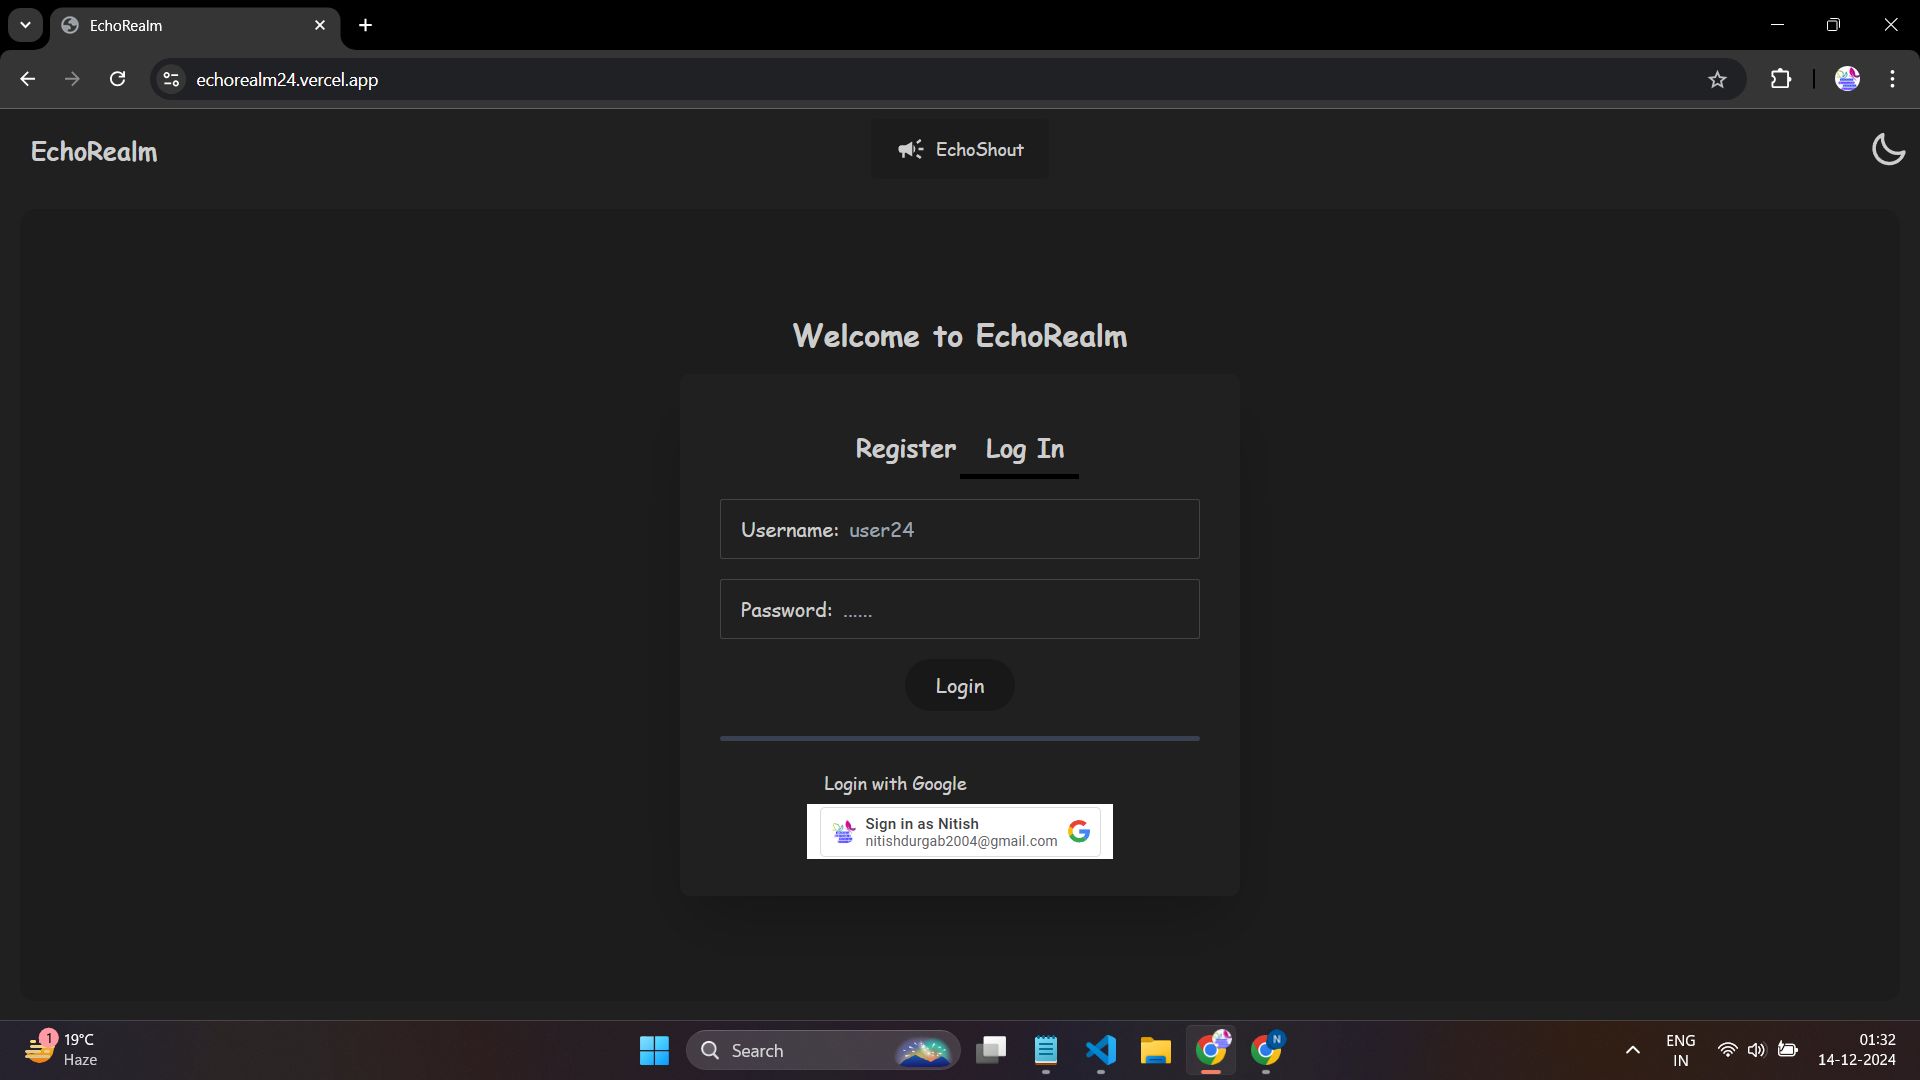 EchoRealm
echorealm24.vercel.app
EchoRealm
EchoShout
Welcome to EchoRealm
Register Log In
Username: user24
Password: ......
Login
Login with Google
Sign in as Nitish
nitishdurgab2004@gmail.com
1
19°C
Haze
Search
N
ENG
IN
01:32
14-12-2024